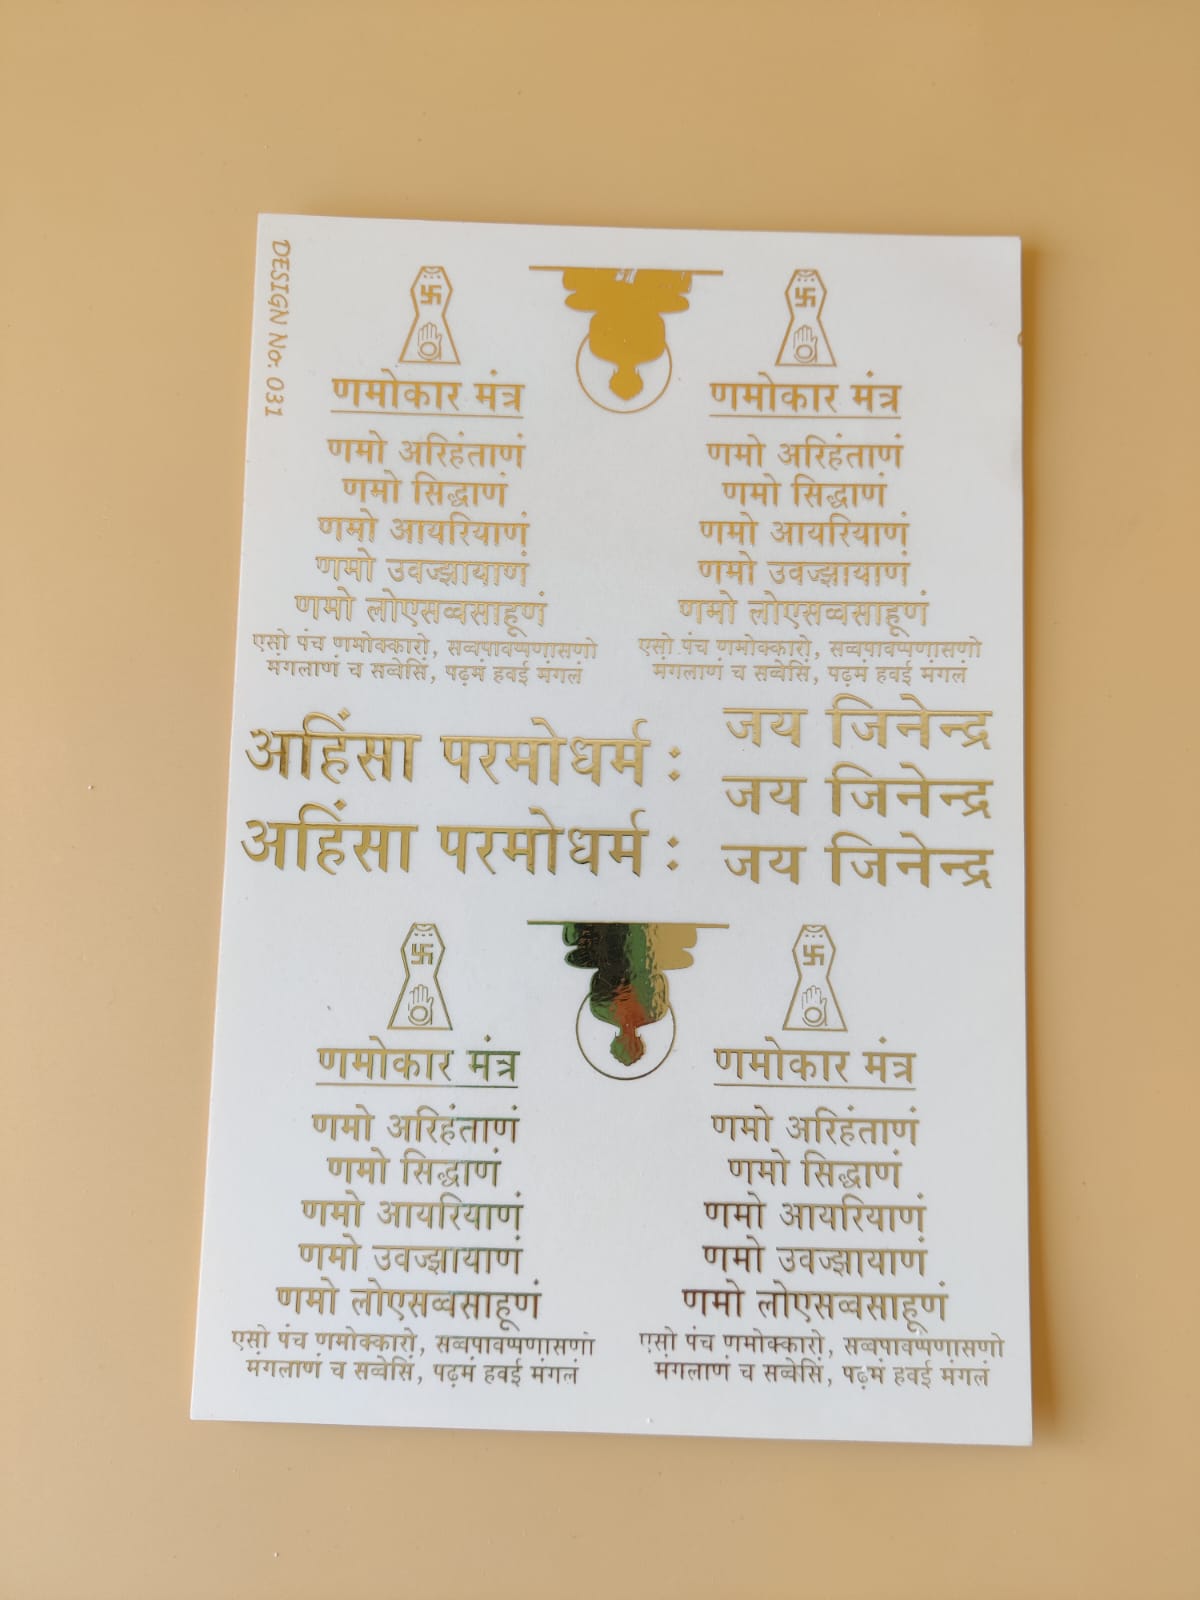 DESIGN No. 031
णमोकार मंत्र
णमो अरिहंताणं
णमो सिद्धाणं
णमो आयरियाणं
णमो उवज्झायाणं
णमो लोएसव्वसाहूणं
एसो पंच णमोक्कारो, सव्वपावप्पणासणो
मंगलाणं च सव्वेसिं, पढ़मं हवई मंगलं
णमोकार मंत्र
णमो अरिहंताणं
णमो सिद्धाणं
णमो आयरियाणं
णमो उवज्झायाणं
णमो लोएसव्वसाहूणं
एसो पंच णमोक्कारो, सव्वपावप्पणासणो
मंगलाणं च सव्वेसिं, पढ़मं हवई मंगलं
अहिंसा परमोधर्म :
अहिंसा परमोधर्म :
जय जिनेन्द्र
जय जिनेन्द्र
जय जिनेन्द्र
णमोकार मंत्र
णमो अरिहंताणं
णमो सिद्धाणं
णमो आयरियाणं
णमो उवज्झायाणं
णमो लोएसव्वसाहूणं
एसो पंच णमोक्कारो, सव्वपावप्पणासणो
मंगलाणं च सव्वेसिं, पढ़मं हवई मंगलं
णमोकार मंत्र
णमो अरिहंताणं
णमो सिद्धाणं
णमो आयरियाणं
णमो उवज्झायाणं
णमो लोएसव्वसाहूणं
एसो पंच णमोक्कारो, सव्वपावप्पणासणो
मंगलाणं च सव्वेसिं, पढ़मं हवई मंगलं